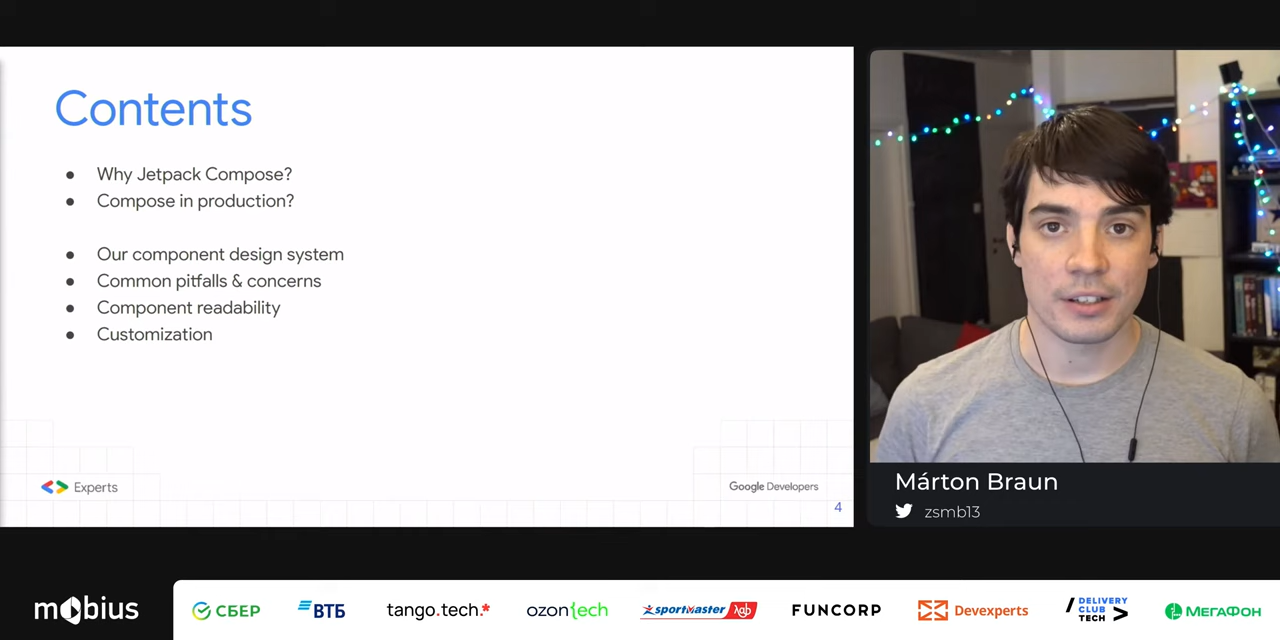 Contents
Why Jetpack Compose?
Compose in production?
Our component design system
Common pitfalls & concerns
Component readability
Customization
Experts
Google Developers
4
Márton Braun
zsmb13
mobius
СБЕР
ВТБ
tango.tech.*
ozon{tech
sportmaster lab
FUNCORP
Devexperts
/ DELIVERY
CLUB
TECH >
МЕГАФОН